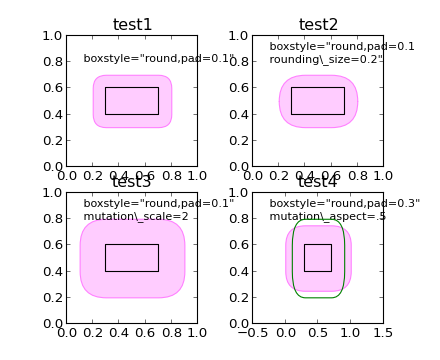 test1
test2
1.0
0.8
0.6
0.4
0.2
0.0
boxstyle="round,pad=0.1"
0.0 0.2 0.4 0.6 0.8 1.0
1.0
0.8
0.6
0.4
0.2
0.0
boxstyle="round,pad=0.1
rounding\_size=0.2"
0.0 0.2 0.4 0.6 0.8 1.0
test3
test4
1.0
0.8
0.6
0.4
0.2
0.0
boxstyle="round,pad=0.1"
mutation\_scale=2
0.0 0.2 0.4 0.6 0.8 1.0
1.0
0.8
0.6
0.4
0.2
0.0
boxstyle="round,pad=0.3"
mutation\_aspect=.5
−0.5 0.0 0.5 1.0 1.5